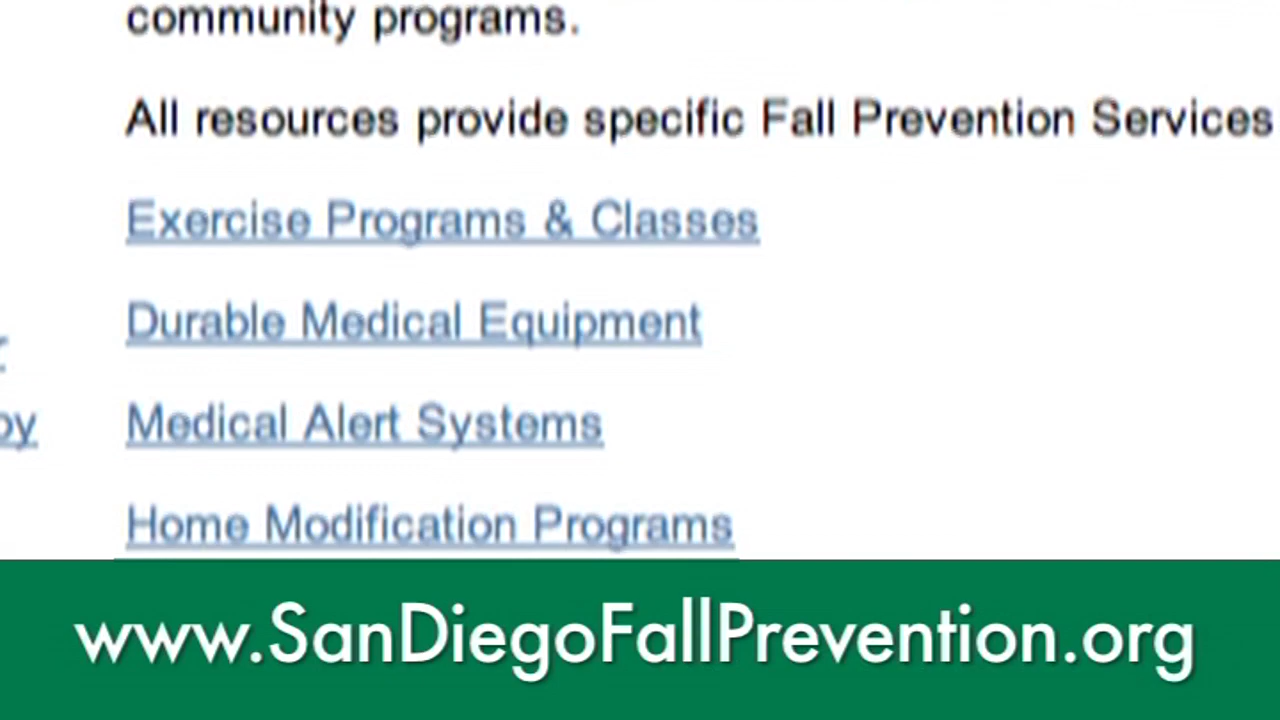 community programs.
All resources provide specific Fall Prevention Services
Exercise Programs & Classes
Durable Medical Equipment
Medical Alert Systems
Home Modification Programs
www.SanDiegoFallPrevention.org